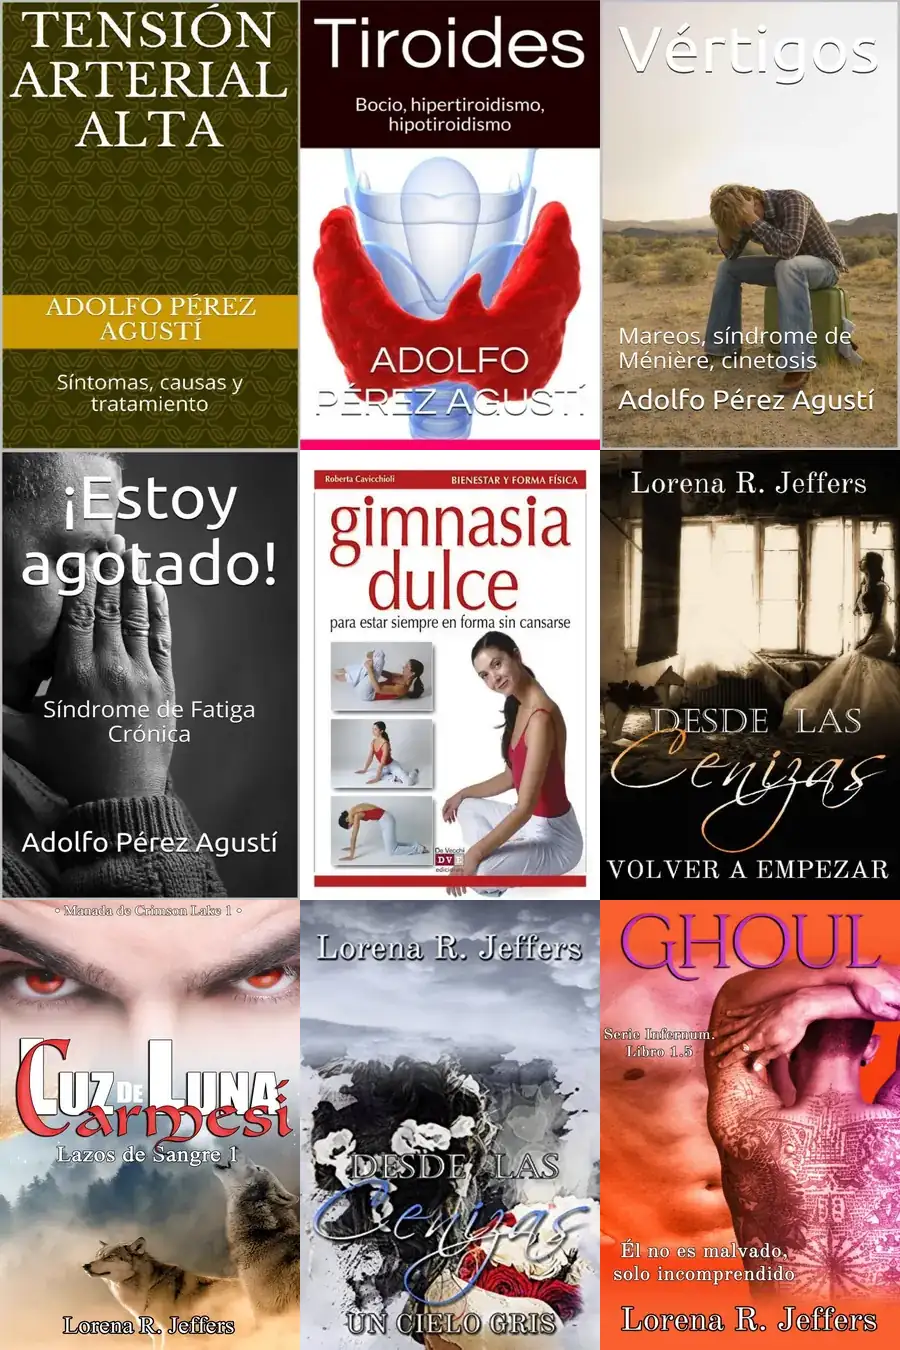 TENSIÓN
ARTERIAL
ALTA
ADOLFO PÉREZ
AGUSTÍ
Síntomas, causas y
tratamiento
Tiroides
Bocio, hipertiroidismo,
hipotiroidismo
ADOLFO
PÉREZ AGUSTÍ
Vértigos
Mareos, síndrome de
Ménière, cinetosis
Adolfo Pérez Agustí
¡Estoy
agotado!
Síndrome de Fatiga
Crónica
Adolfo Pérez Agustí
Roberta Cavicchioli
BIENESTAR Y FORMA FÍSICA
gimnasia
dulce
para estar siempre en forma sin cansarse
De Vecchi
DVE
ediciones
Lorena R. Jeffers
DESDE LAS
Cenizas
VOLVER A EMPEZAR
• Manada de Crimson Lake 1 •
LUZ DE LUNA
Carmesí
Lazos de Sangre 1
Lorena R. Jeffers
Lorena R. Jeffers
DESDE LAS
Cenizas
UN CIELO GRIS
GHOUL
Serie Infernum.
Libro 1.5
Él no es malvado,
solo incomprendido
Lorena R. Jeffers